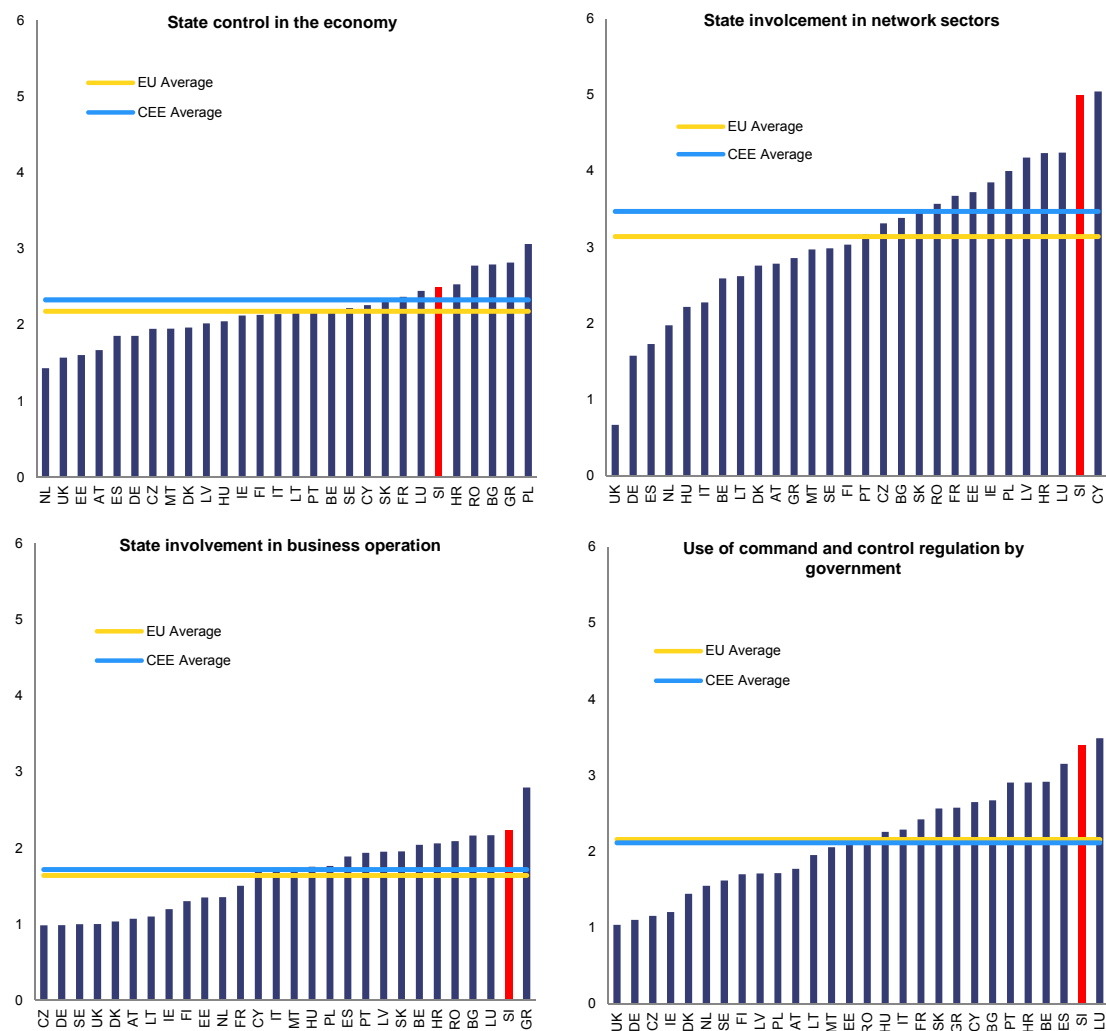 State control in the economy
6
5
4
3
2
1
0
EU Average
CEE Average
NL UK EE AT ES DE CZ MT DK LV HU IE FI IT LT PT BE SE CY SK FR LU SI HR RO BG GR PL
State involcement in network sectors
6
5
4
3
2
1
0
EU Average
CEE Average
UK DE ES NL HU IT BE LT DK AT GR MT SE FI PT CZ BG SK RO FR EE IE PL LV HR LU SI CY
State involvement in business operation
6
5
4
3
2
1
0
EU Average
CEE Average
CZ DE SE UK DK AT LT IE FI EE NL FR CY IT MT HU PL ES PT LV SK BE HR RO BG LU SI GR
Use of command and control regulation by
government
6
5
4
3
2
1
0
EU Average
CEE Average
UK DE CZ IE DK NL SE FI LV PL AT LT MT EE RO HU IT FR SK GR CY BG PT HR BE ES SI LU